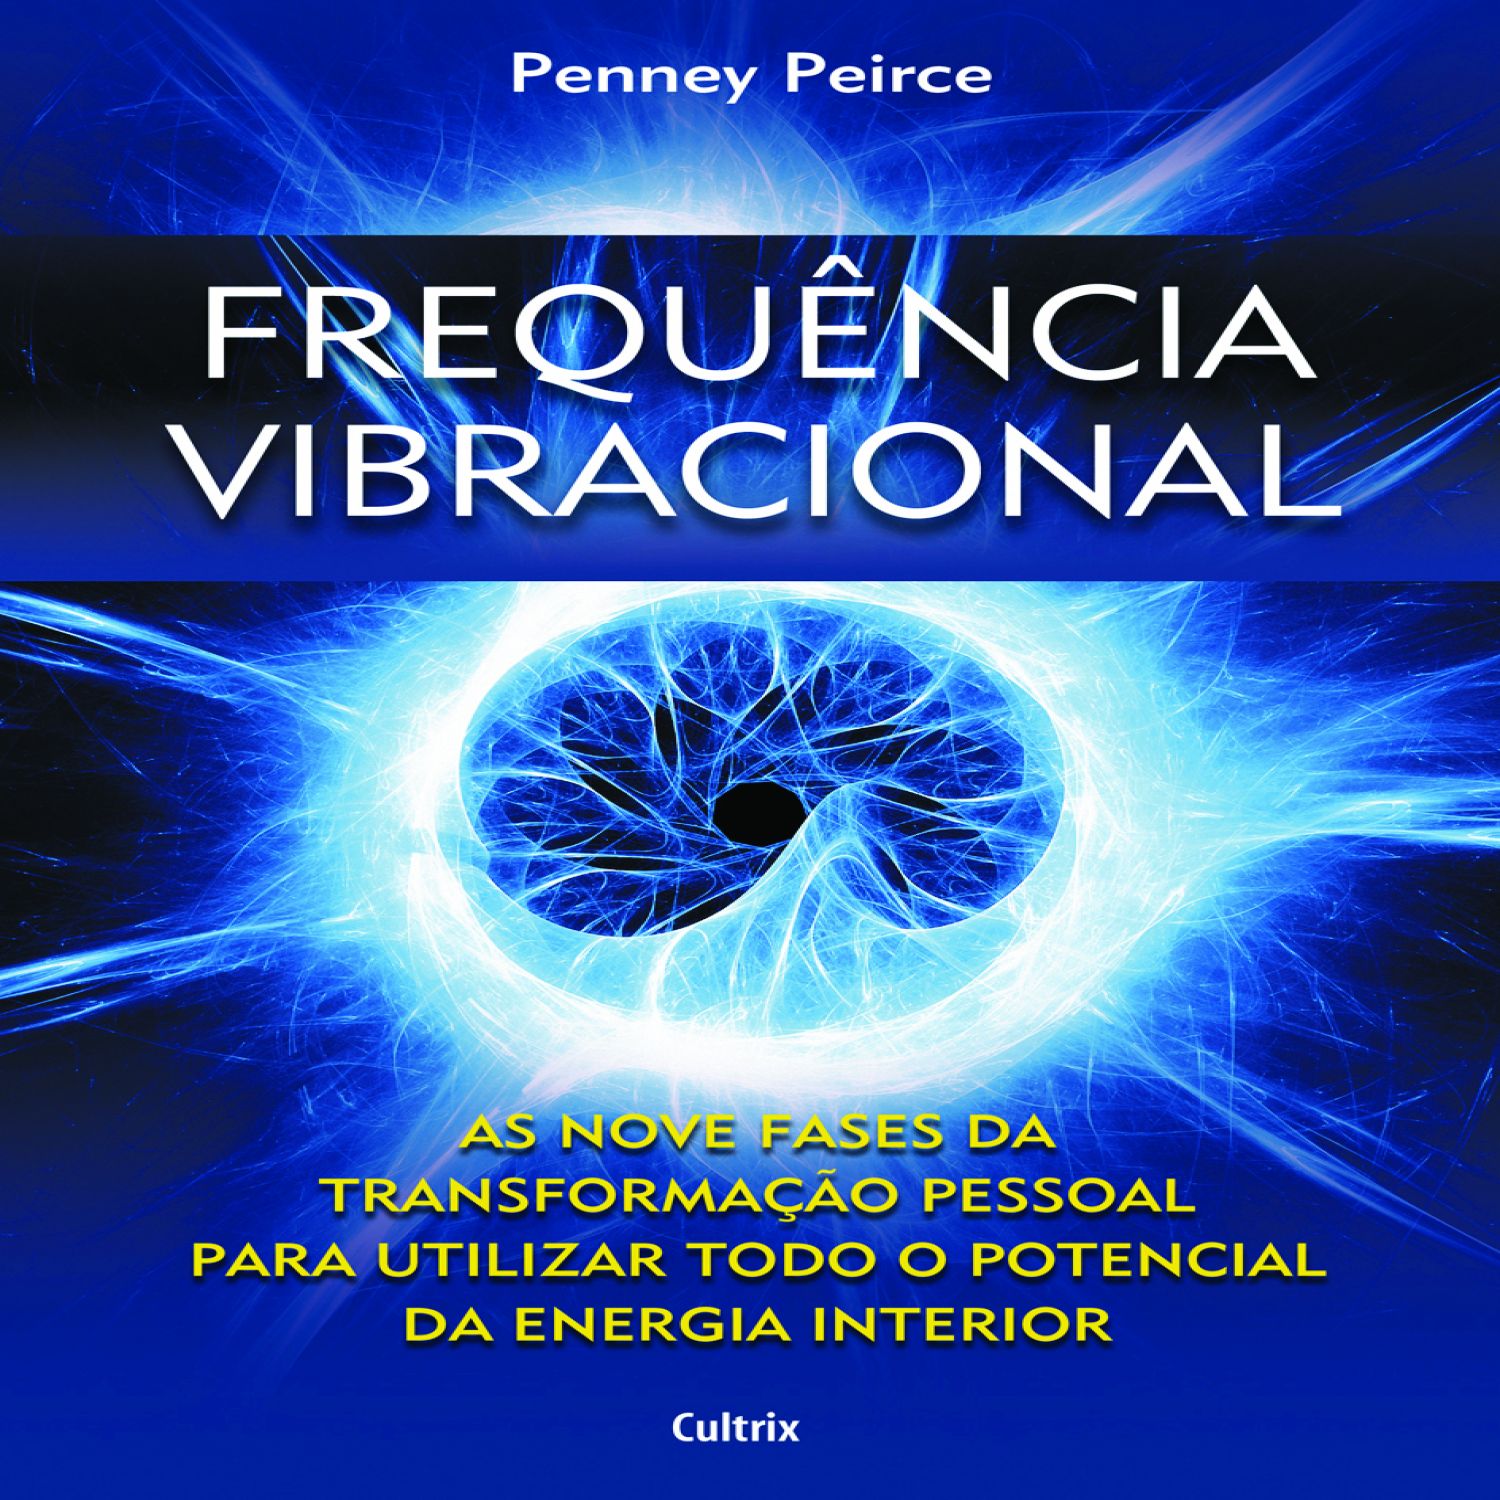 Penney Peirce
FREQUÊNCIA
VIBRACIONAL
AS NOVE FASES DA
TRANSFORMAÇÃO PESSOAL
PARA UTILIZAR TODO O POTENCIAL
DA ENERGIA INTERIOR
Cultrix